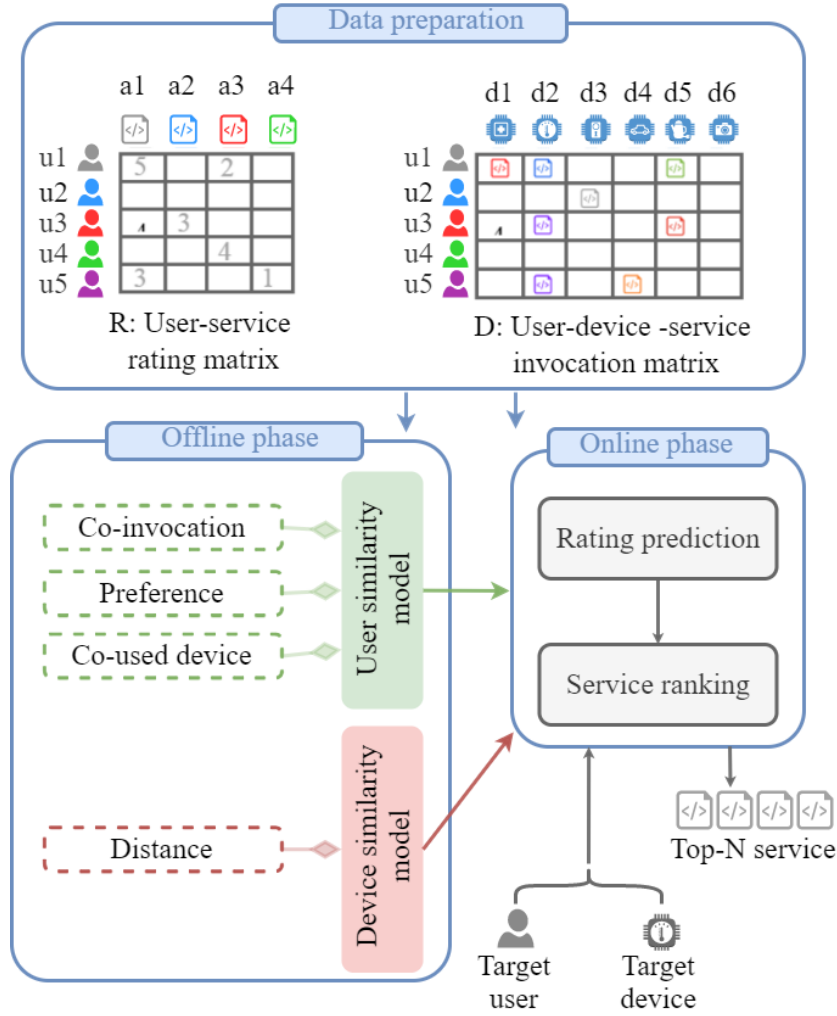 Data preparation
a1 a2 a3 a4
</> </> </> </>
u1 5 2
u2
u3 3
u4 4
u5 3 1
R: User-service
rating matrix
d1 d2 d3 d4 d5 d6
u1 </> </> </>
u2 </>
u3 </> </>
u4
u5 </> </>
D: User-device -service
invocation matrix
Offline phase
Co-invocation
Preference
Co-used device
User similarity
model
Distance
Device similarity
model
Online phase
Rating prediction
Service ranking
</> </> </> </>
Top-N service
Target
user
Target
device